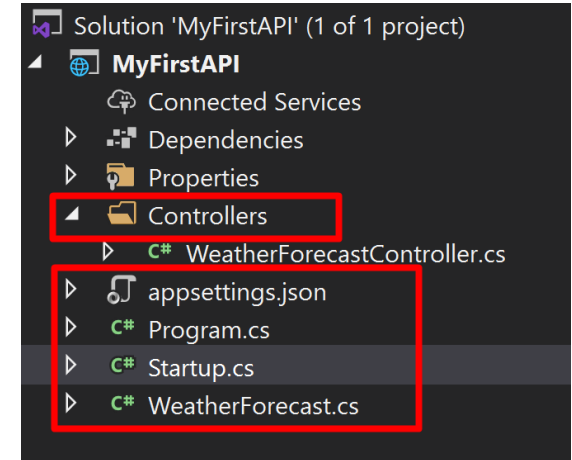 Solution 'MyFirstAPI' (1 of 1 project)
MyFirstAPI
Connected Services
Dependencies
Properties
Controllers
C# WeatherForecastController.cs
appsettings.json
C# Program.cs
C# Startup.cs
C# WeatherForecast.cs